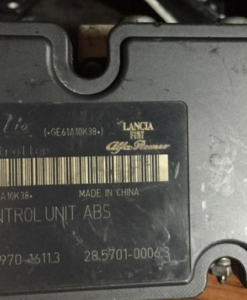 (•GE61A10K38•)
LANCIA
FIAT
Alfa Romeo
A10K38•)
MADE IN CHINA
NTROL UNIT ABS
970-1611.3
28.5701-0006.3